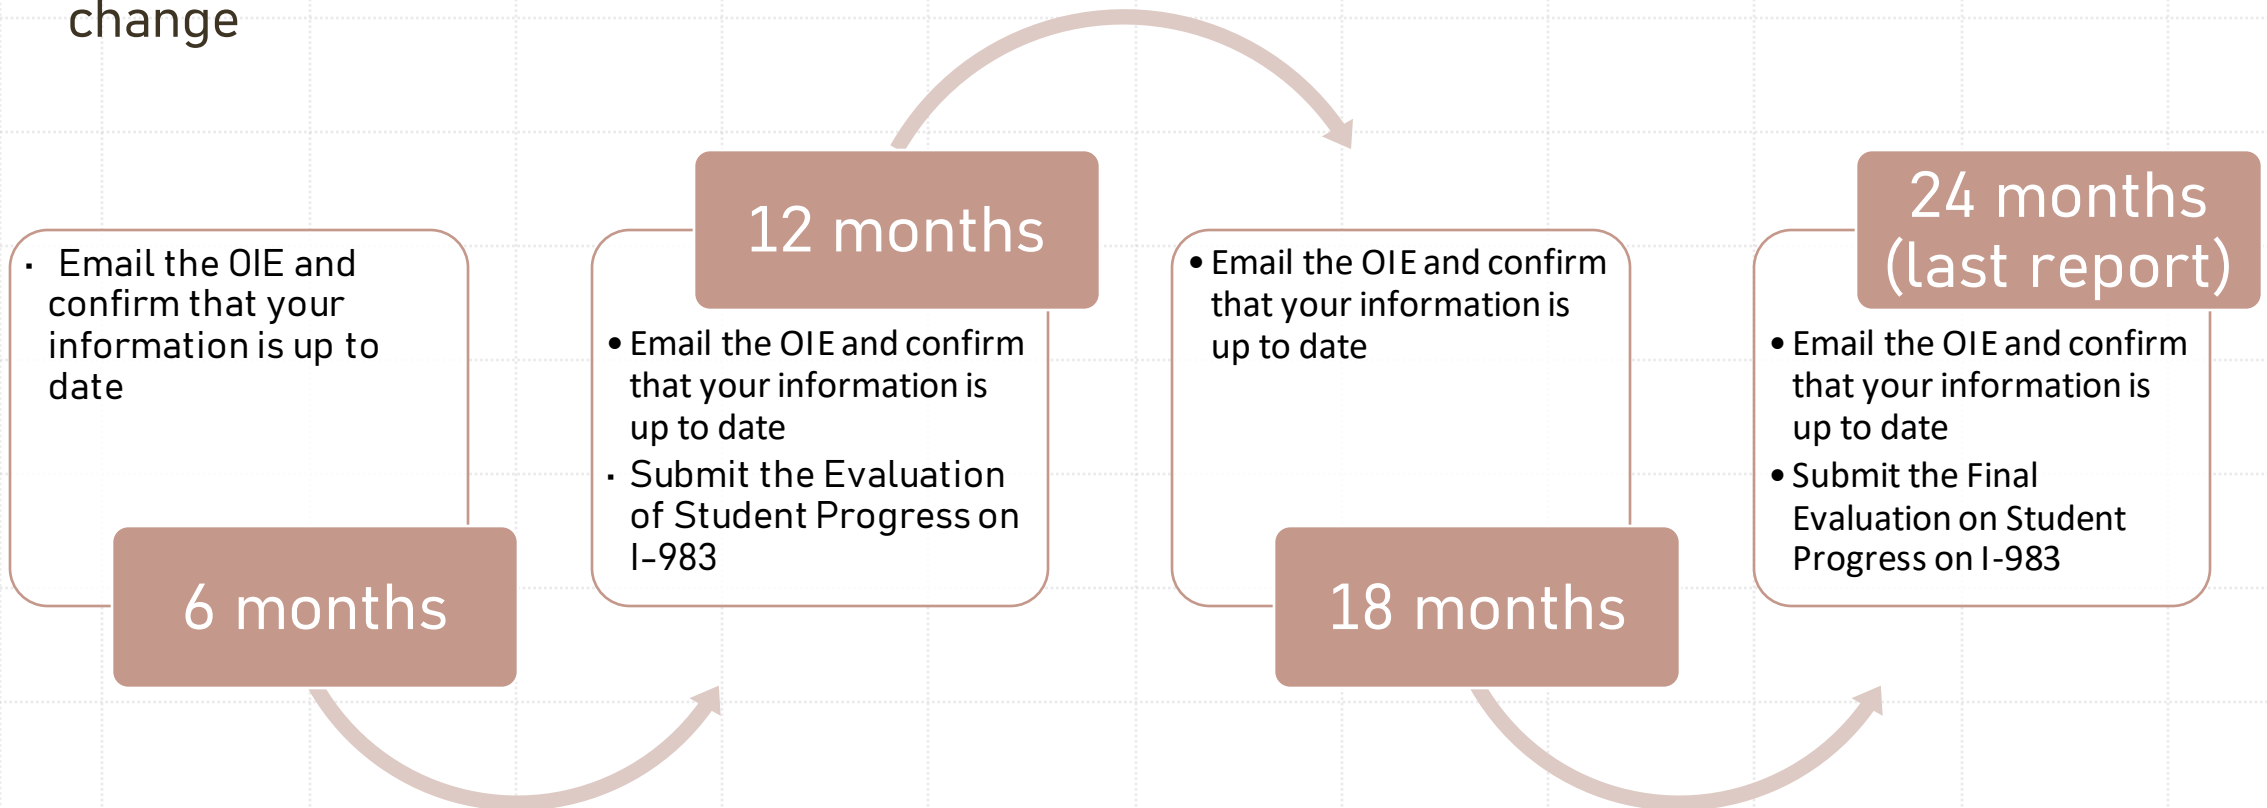 change
· Email the OIE and
confirm that your
information is up to
date
6 months
12 months
• Email the OIE and confirm
that your information is
up to date
· Submit the Evaluation
of Student Progress on
I-983
• Email the OIE and confirm
that your information is
up to date
18 months
24 months
(last report)
• Email the OIE and confirm
that your information is
up to date
• Submit the Final
Evaluation on Student
Progress on I-983